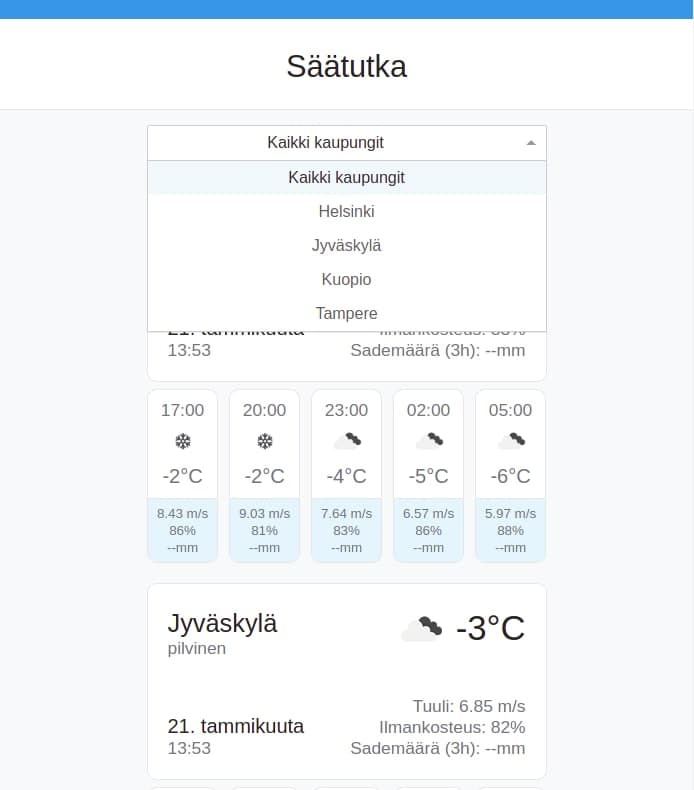 Säätutka
Kaikki kaupungit
Kaikki kaupungit
Helsinki
Jyväskylä
Kuopio
Tampere
21. tammikuuta
Ilmankosteus: 85%
13:53
Sademäärä (3h): --mm
17:00 20:00 23:00 02:00 05:00
-2°C -2°C -4°C -5°C -6°C
8.43 m/s 9.03 m/s 7.64 m/s 6.57 m/s 5.97 m/s
86% 81% 83% 86% 88%
--mm --mm --mm --mm --mm
Jyväskylä
-3°C
pilvinen
Tuuli: 6.85 m/s
21. tammikuuta
Ilmankosteus: 82%
13:53
Sademäärä (3h): --mm